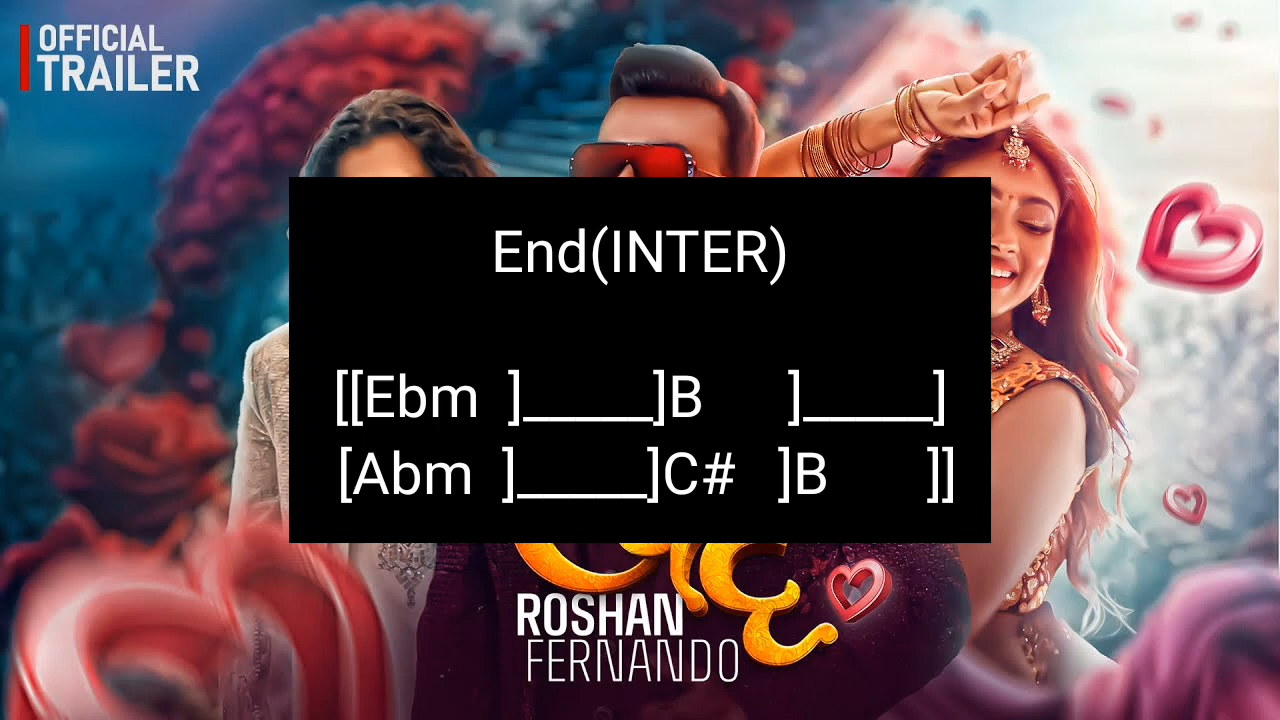 OFFICIAL
TRAILER
End(INTER)
[[Ebm ]_____]B ]_____]
[Abm ]_____]C# ]B ]]
ROSHAN
FERNANDO